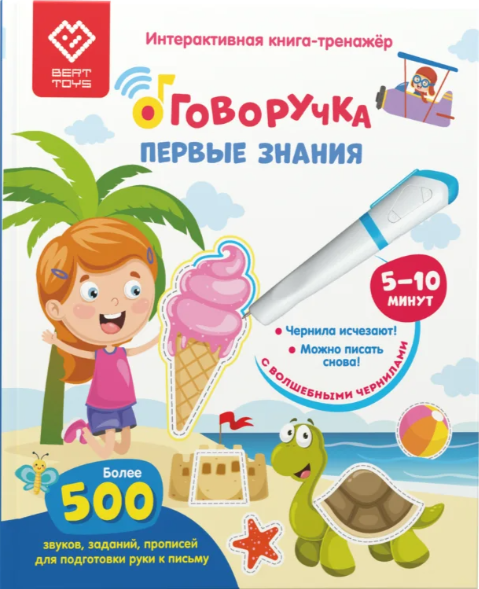 BERT
TOYS
Интерактивная книга-тренажёр
ГОВОРУЧКА
ПЕРВЫЕ ЗНАНИЯ
5–10
МИНУТ
• Чернила исчезают!
• Можно писать
снова!
С ВОЛШЕБНЫМИ ЧЕРНИЛАМИ
Более
500
звуков, заданий, прописей
для подготовки руки к письму